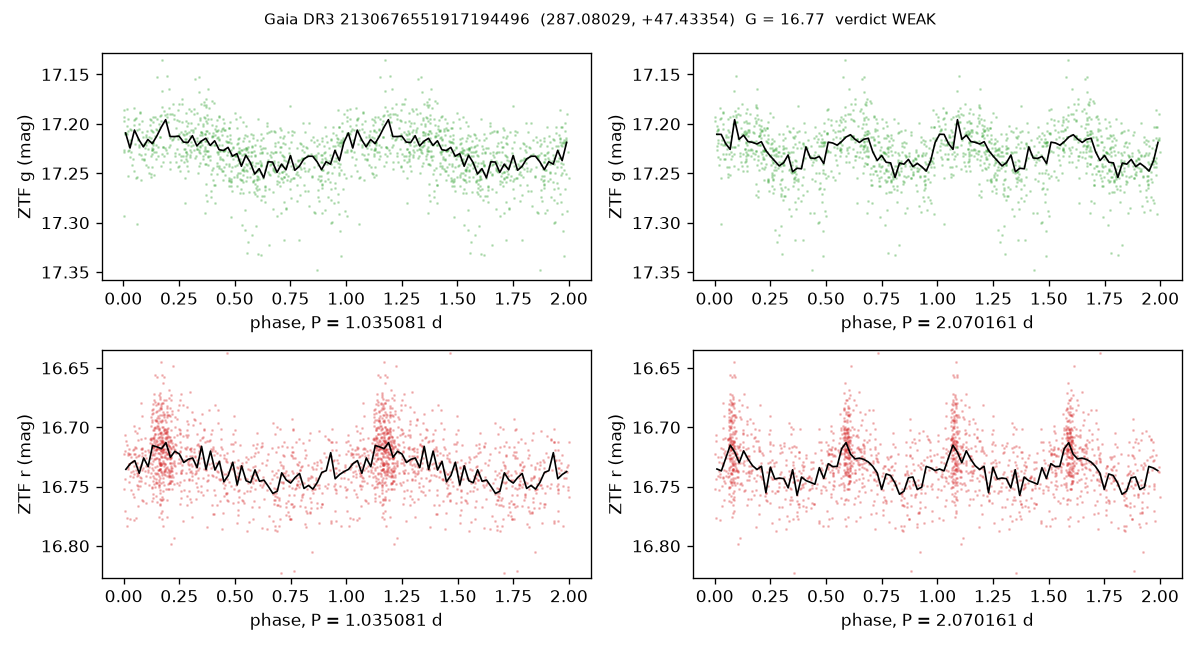 Gaia DR3 2130676551917194496 (287.08029, +47.43354) G = 16.77 verdict WEAK
ZTF g (mag)
17.15
17.20
17.25
17.30
17.35
0.00 0.25 0.50 0.75 1.00 1.25 1.50 1.75 2.00
phase, P = 1.035081 d
ZTF g (mag)
17.15
17.20
17.25
17.30
17.35
0.00 0.25 0.50 0.75 1.00 1.25 1.50 1.75 2.00
phase, P = 2.070161 d
ZTF r (mag)
16.65
16.70
16.75
16.80
0.00 0.25 0.50 0.75 1.00 1.25 1.50 1.75 2.00
phase, P = 1.035081 d
ZTF r (mag)
16.65
16.70
16.75
16.80
0.00 0.25 0.50 0.75 1.00 1.25 1.50 1.75 2.00
phase, P = 2.070161 d